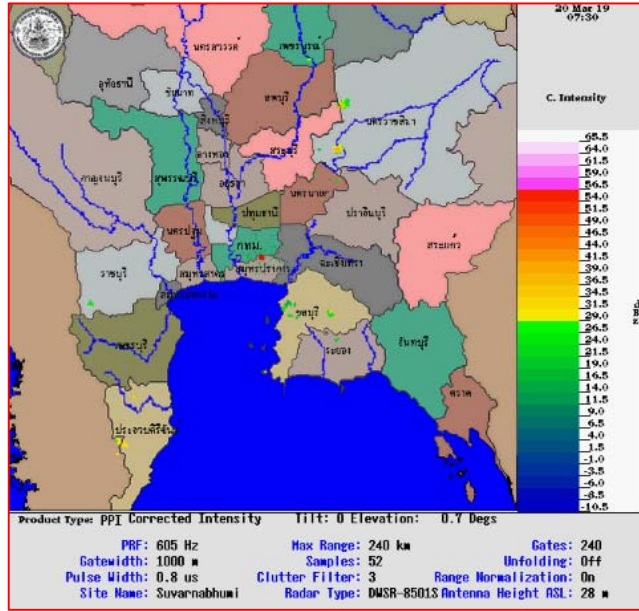 20 Mar 19
07:30
C. Intensity
เพชรบูรณ์
นครสวรรค์
อุทัยธานี
ชัยนาท
ลพบุรี
สิงห์บุรี
นครราชสีมา
อ่างทอง
สระบุรี
กาญจนบุรี
สุพรรณบุรี
อยุธยา
นครนายก
ปราจีนบุรี
ปทุมธานี
นครปฐม
กทม.
สระแก้ว
ฉะเชิงเทรา
ราชบุรี
สมุทรสาคร
สมุทรปราการ
ชลบุรี
เพชรบุรี
ระยอง
จันทบุรี
ตราด
65.5
64.0
61.5
59.0
56.5
54.0
51.5
49.0
46.5
44.0
41.5
39.0
36.5
34.0
31.5
29.0
26.5
24.0
21.5
19.0
16.5
14.0
11.5
9.0
6.5
4.0
1.5
-1.0
-3.5
-6.0
-8.5
-10.5
Product Type: PPI Corrected Intensity Tilt: 0 Elevation: 0.7 Degs
PRF: 605 Hz Max Range: 240 km Gates: 240
Gatewidth: 1000 m Samples: 52 Unfolding: Off
Pulse Width: 0.8 us Clutter Filter: 3 Range Normalization: On
Site Name: Suvarnabhumi Radar Type: DWSR-8501S Antenna Height ASL: 28 m